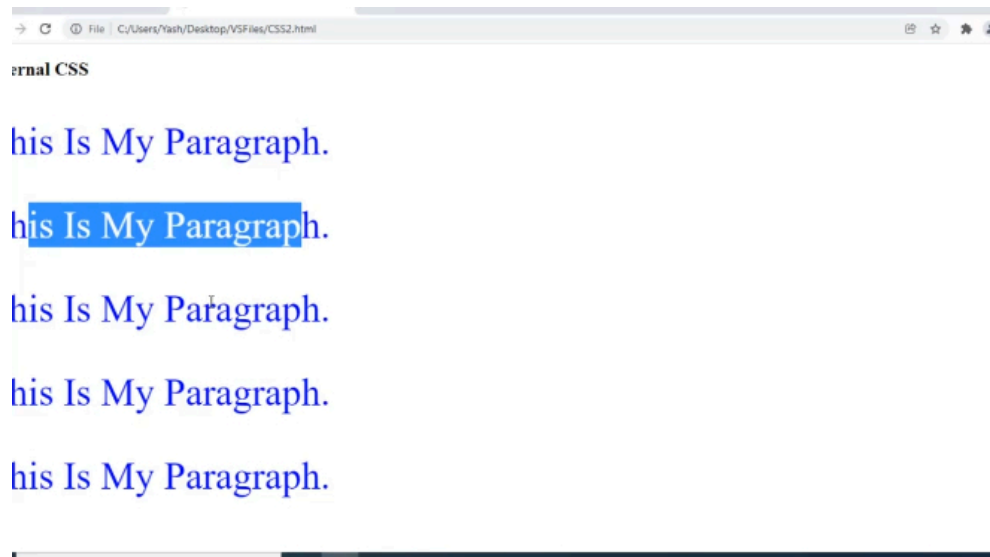 File C:/Users/Yash/Desktop/VSFiles/CSS2.html
ernal CSS
his Is My Paragraph.
his Is My Paragraph.
his Is My Paragraph.
his Is My Paragraph.
his Is My Paragraph.